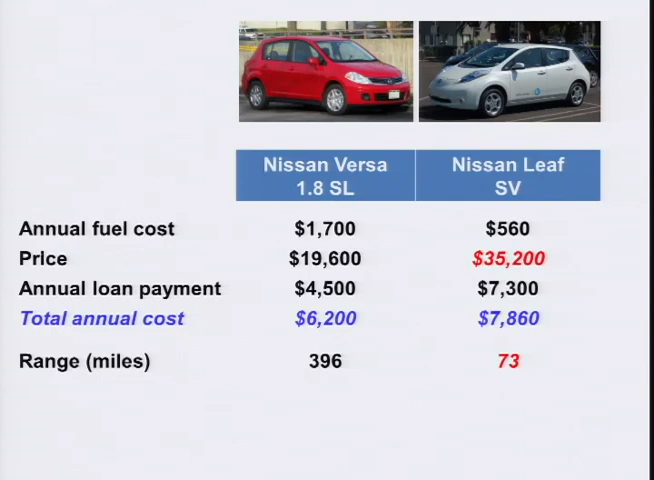 Nissan Versa 1.8 SL
Nissan Leaf SV
Annual fuel cost $1,700 $560
Price $19,600 $35,200
Annual loan payment $4,500 $7,300
Total annual cost $6,200 $7,860
Range (miles) 396 73